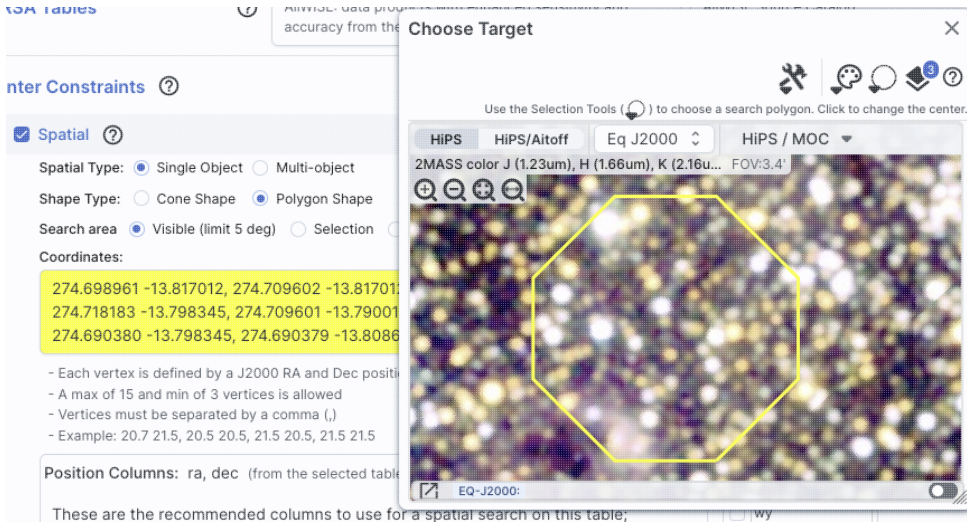 RSA Tables
AllWISE: data products with enhanced sensitivity and
accuracy from the
Choose Target
nter Constraints
3
Use the Selection Tools ( ) to choose a search polygon. Click to change the center.
Spatial
HiPS HiPS/Aitoff Eq J2000 HiPS / MOC
Spatial Type: Single Object Multi-object
2MASS color J (1.23um), H (1.66um), K (2.16u... FOV:3.4'
Shape Type: Cone Shape Polygon Shape
Search area Visible (limit 5 deg) Selection
Coordinates:
274.698961 -13.817012, 274.709602 -13.81701
274.718183 -13.798345, 274.709601 -13.79001
274.690380 -13.798345, 274.690379 -13.8086
- Each vertex is defined by a J2000 RA and Dec positi
- A max of 15 and min of 3 vertices is allowed
- Vertices must be separated by a comma (,)
- Example: 20.7 21.5, 20.5 20.5, 21.5 20.5, 21.5 21.5
Position Columns: ra, dec (from the selected table
EQ-J2000:
These are the recommended columns to use for a spatial search on this table;
wy